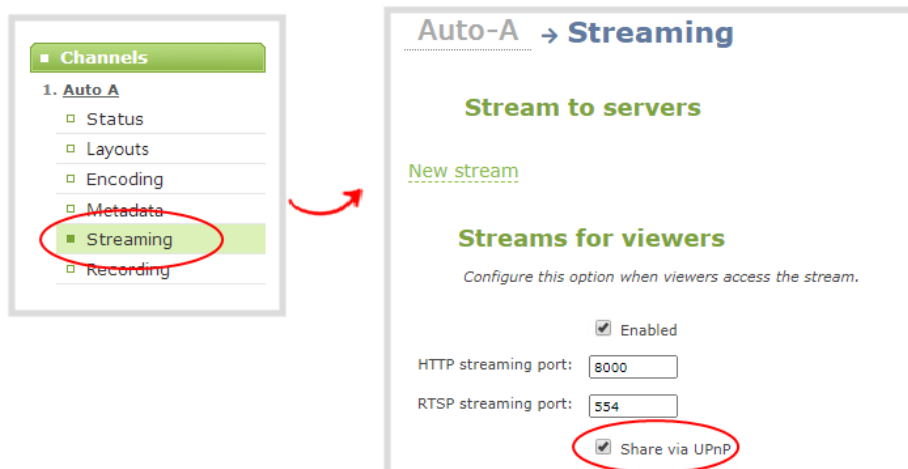 Channels
1. Auto A
Status
Layouts
Encoding
Metadata
Streaming
Recording
Auto-A → Streaming
Stream to servers
New stream
Streams for viewers
Configure this option when viewers access the stream.
Enabled
HTTP streaming port: 8000
RTSP streaming port: 554
Share via UPnP